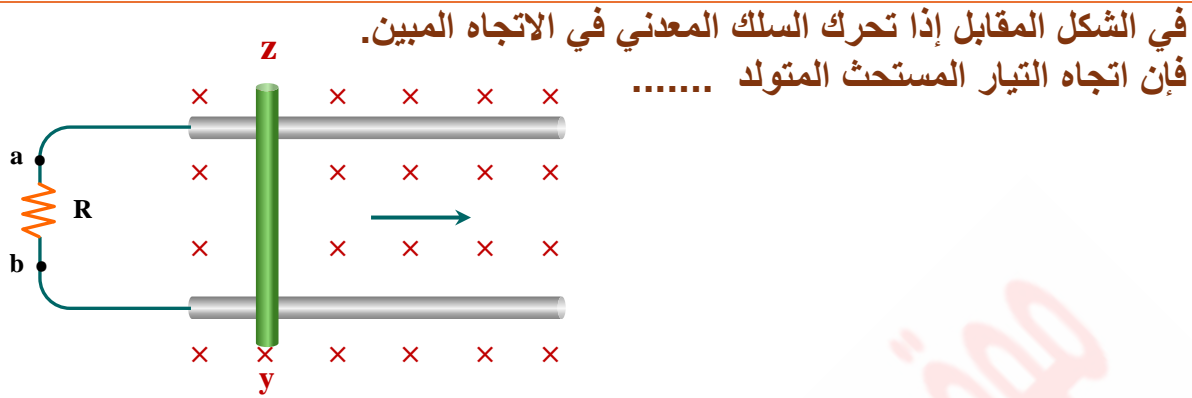 في الشكل المقابل إذا تحرك السلك المعدني في الاتجاه المبين.
فإن اتجاه التيار المستحث المتولد .......
z
a
R
b
y